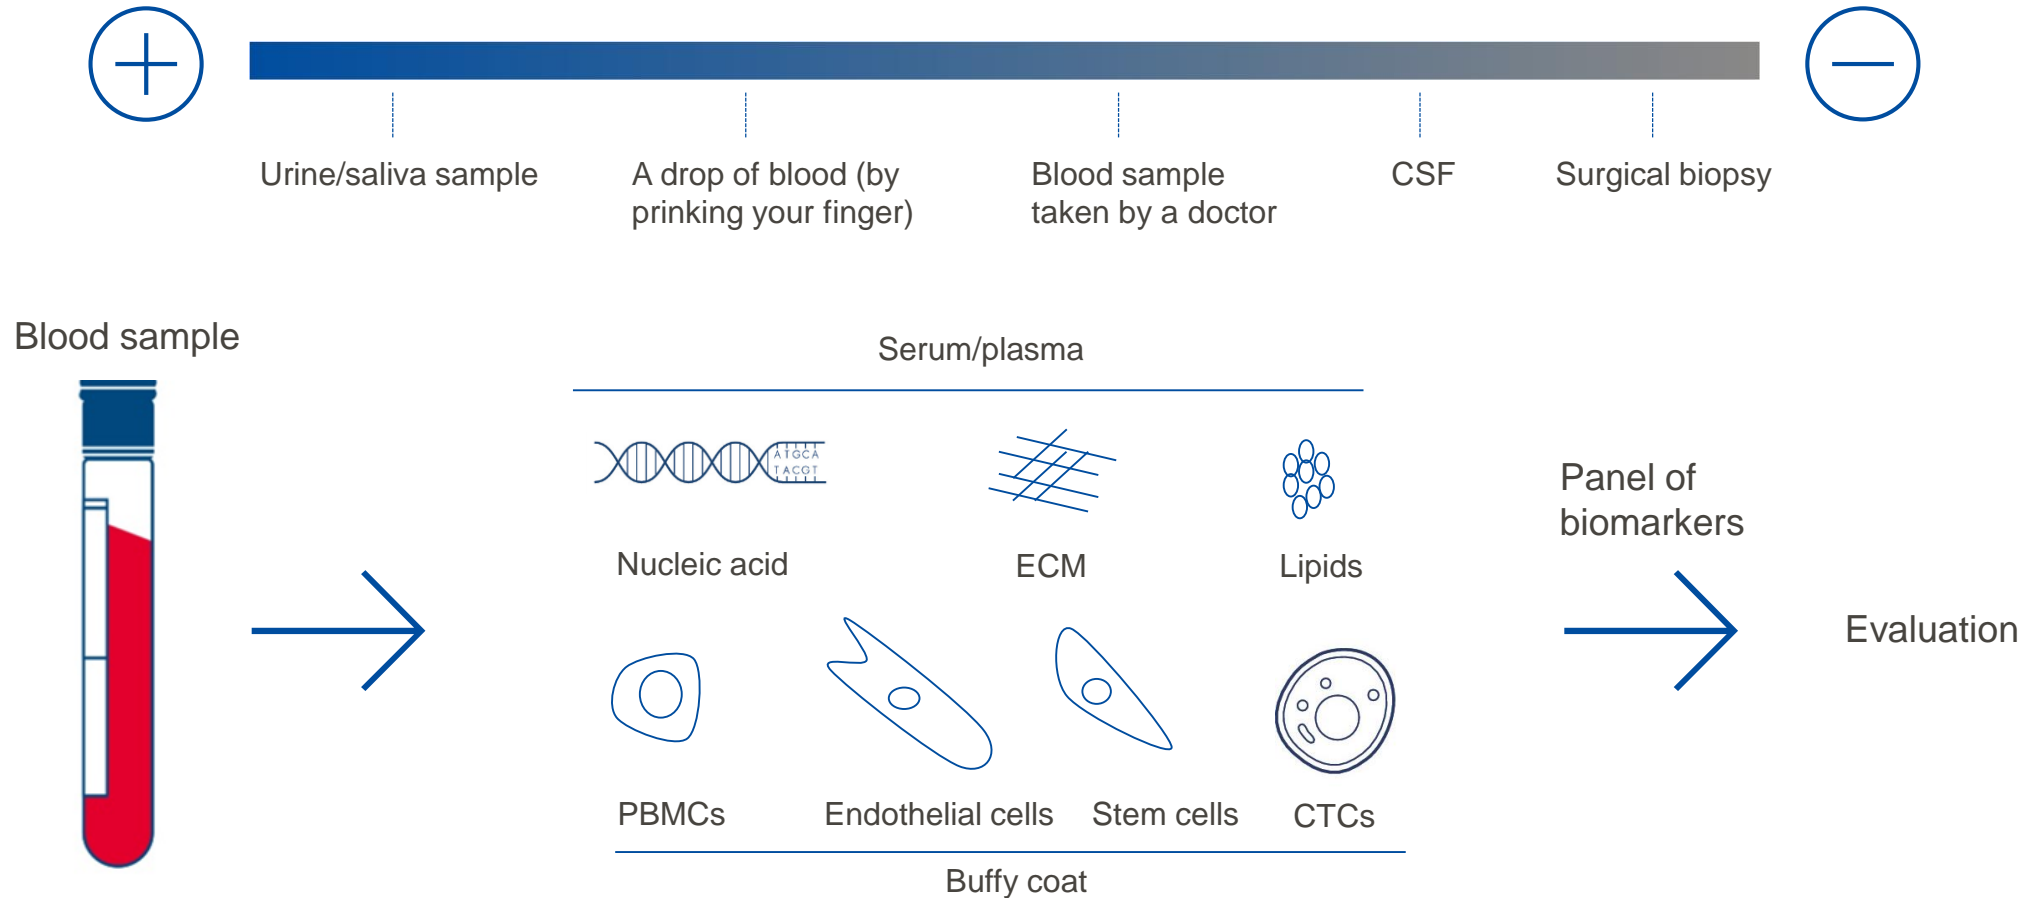 Urine/saliva sample
A drop of blood (by
prinking your finger)
Blood sample
taken by a doctor
CSF
Surgical biopsy
Blood sample
Serum/plasma
ATGCA
TACGT
Nucleic acid
ECM
Lipids
Panel of
biomarkers
Evaluation
PBMCs
Endothelial cells
Stem cells
CTCs
Buffy coat